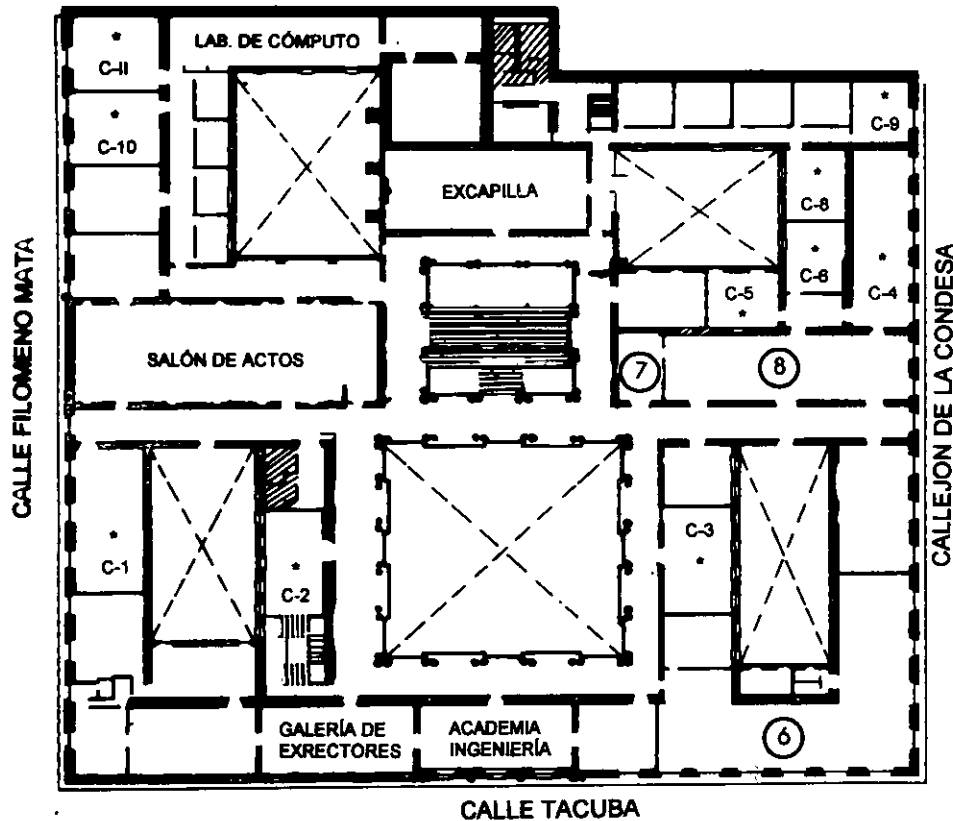 LAB. DE CÓMPUTO
C-11
C-10
C-9
EXCAPILLA
C-8
C-6
C-5
C-4
CALLE FILOMENO MATA
CALLEJON DE LA CONDESA
SALÓN DE ACTOS
7
8
C-1
C-2
C-3
GALERÍA DE
EXRECTORES
ACADEMIA
INGENIERÍA
6
CALLE TACUBA